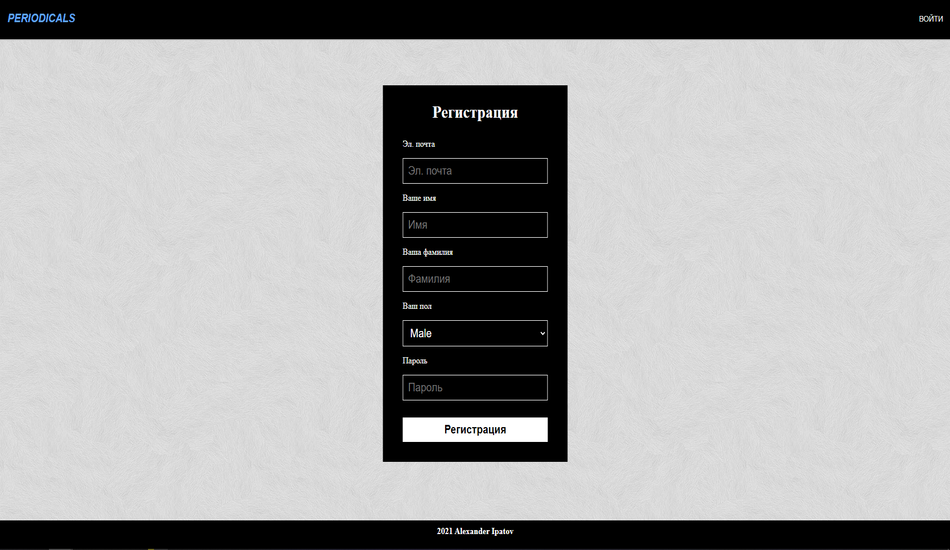 PERIODICALS
ВОЙТИ
Регистрация
Эл. почта
Эл. почта
Ваше имя
Имя
Ваша фамилия
Фамилия
Ваш пол
Male
Пароль
Пароль
Регистрация
2021 Alexander Ipatov